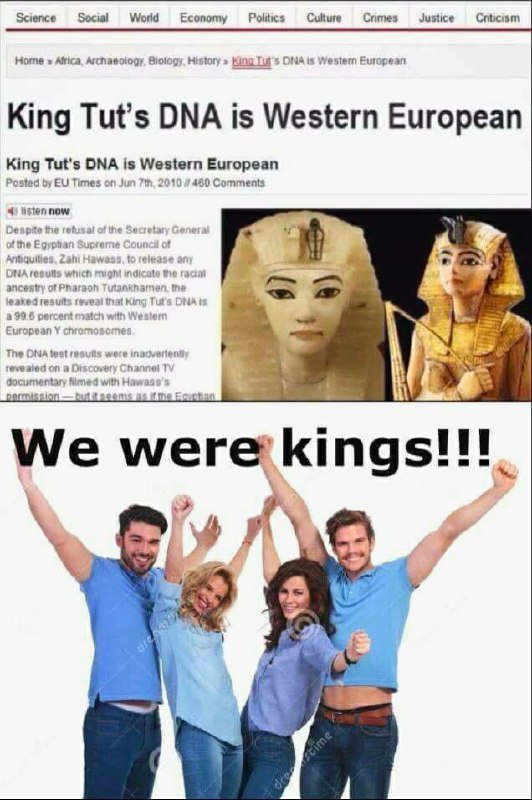 Science Social World Economy Politics Culture Crimes Justice Criticism
Home » Africa, Archaeology, Biology, History » King Tut's DNA is Western European
King Tut's DNA is Western European
King Tut's DNA is Western European
Posted by EU Times on Jun 7th, 2010 // 460 Comments
listen now
Despite the refusal of the Secretary General
of the Egyptian Supreme Council of
Antiquities, Zahi Hawass, to release any
DNA results which might indicate the racial
ancestry of Pharaoh Tutankhamen, the
leaked results reveal that King Tut's DNA is
a 99.6 percent match with Western
European Y chromosomes.
The DNA test results were inadvertently
revealed on a Discovery Channel TV
documentary filmed with Hawass's
permission — but it seems as if the Egyptian
We were kings!!!
dreamstime